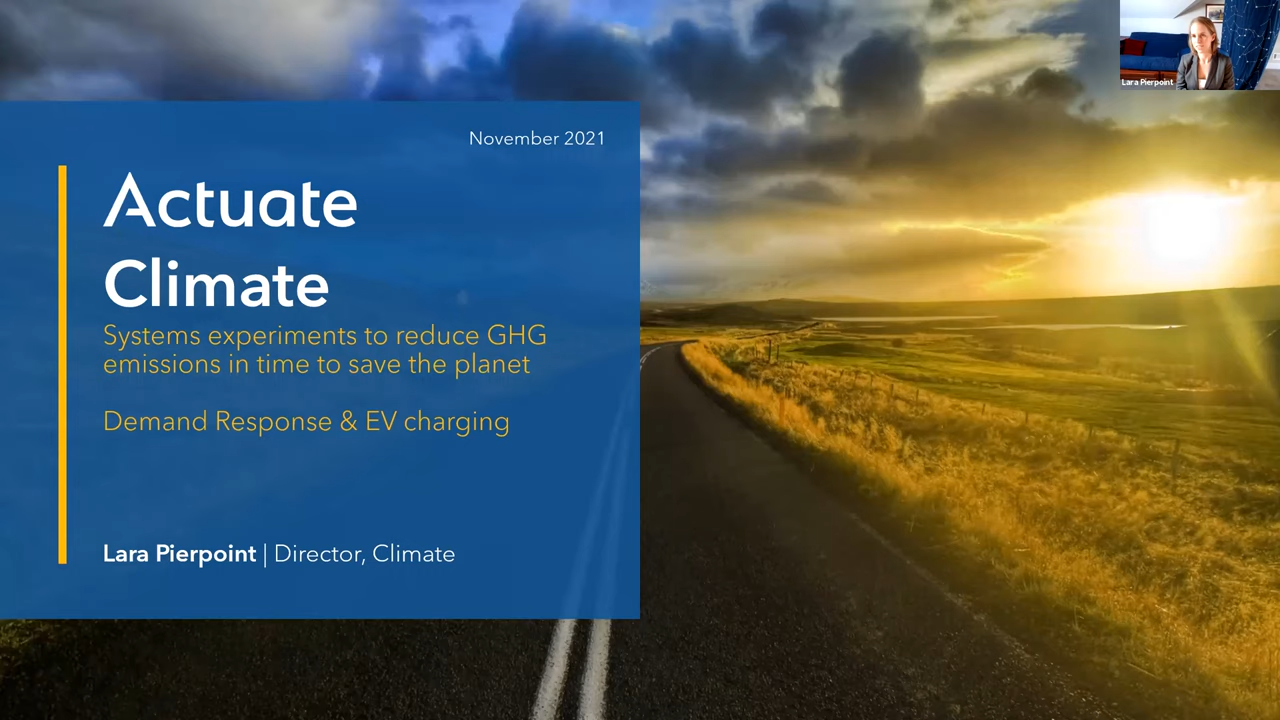 Lara Pierpoint
November 2021
Actuate
Climate
Systems experiments to reduce GHG
emissions in time to save the planet
Demand Response & EV charging
Lara Pierpoint | Director, Climate